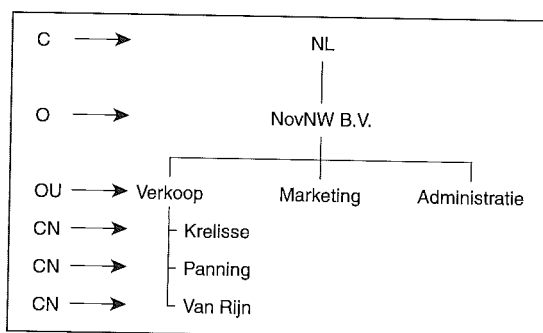 C NL
O NovNW B.V.
OU Verkoop Marketing Administratie
CN Krelisse
CN Panning
CN Van Rijn